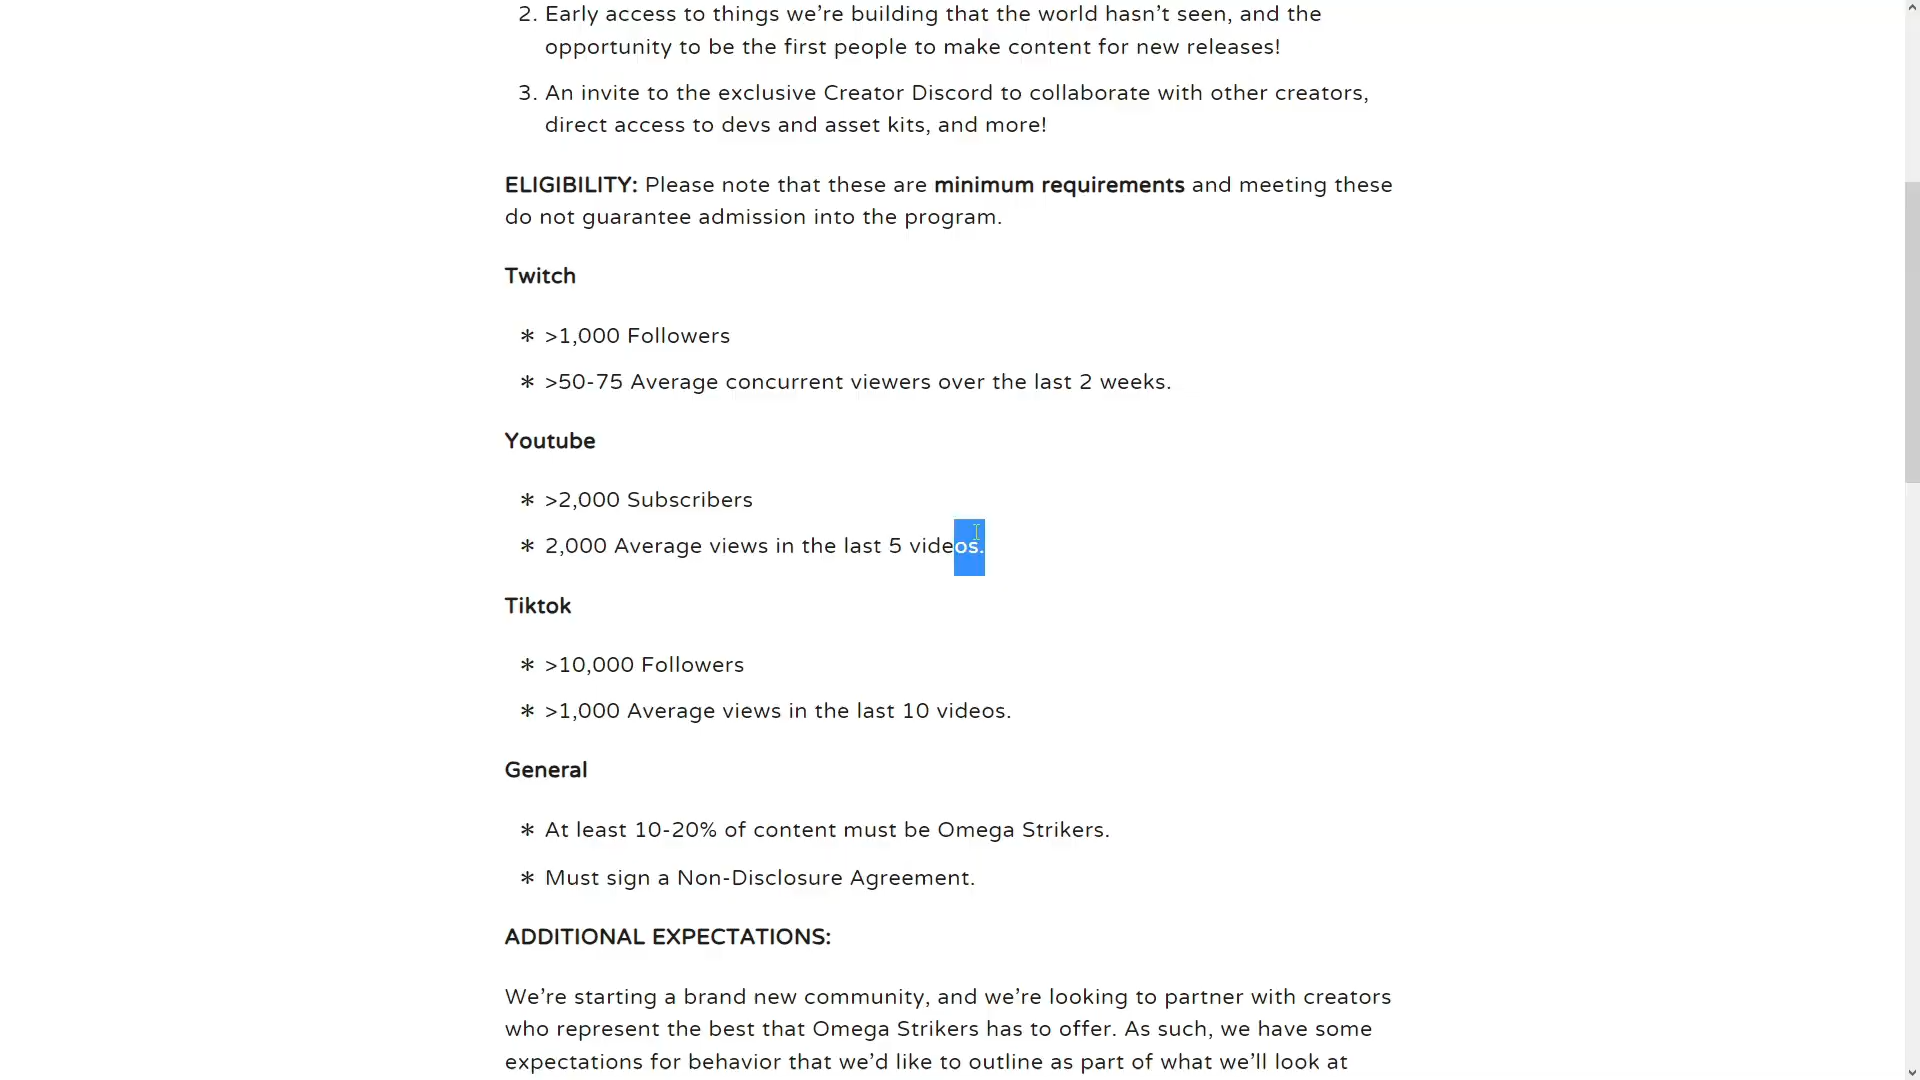 2. Early access to things we’re building that the world hasn’t seen, and the
opportunity to be the first people to make content for new releases!
3. An invite to the exclusive Creator Discord to collaborate with other creators,
direct access to devs and asset kits, and more!
ELIGIBILITY: Please note that these are minimum requirements and meeting these
do not guarantee admission into the program.
Twitch
* >1,000 Followers
* >50-75 Average concurrent viewers over the last 2 weeks.
Youtube
* >2,000 Subscribers
* 2,000 Average views in the last 5 videos.
Tiktok
* >10,000 Followers
* >1,000 Average views in the last 10 videos.
General
* At least 10-20% of content must be Omega Strikers.
* Must sign a Non-Disclosure Agreement.
ADDITIONAL EXPECTATIONS:
We’re starting a brand new community, and we’re looking to partner with creators
who represent the best that Omega Strikers has to offer. As such, we have some
expectations for behavior that we’d like to outline as part of what we’ll look at